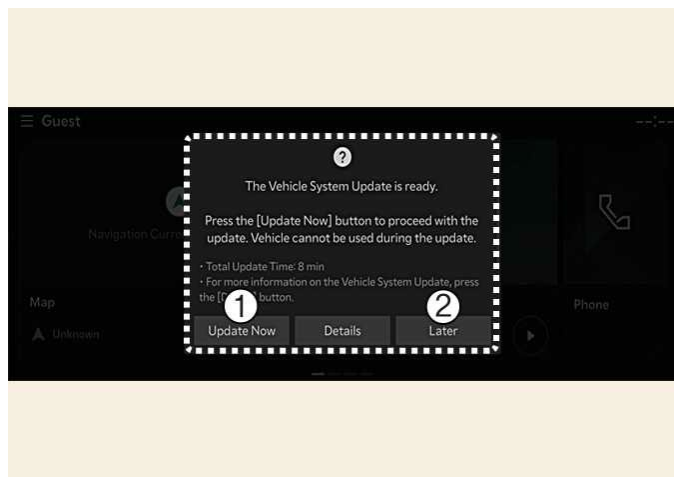 Guest
--:--
?
The Vehicle System Update is ready.
Press the [Update Now] button to proceed with the
update. Vehicle cannot be used during the update.
Navigation Curre
• Total Update Time: 8 min
• For more information on the Vehicle System Update, press
the button.
1
2
Map
Phone
Update Now
Details
Later
Unknown